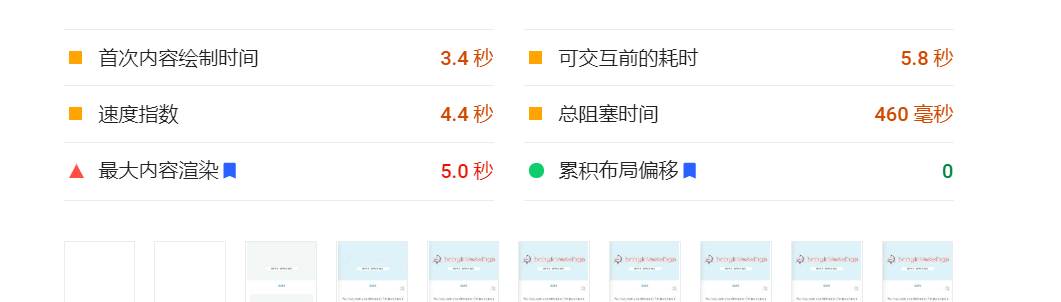 首次内容绘制时间 3.4 秒 可交互前的耗时 5.8 秒
速度指数 4.4 秒 总阻塞时间 460 毫秒
最大内容渲染 5.0 秒 累积布局偏移 0